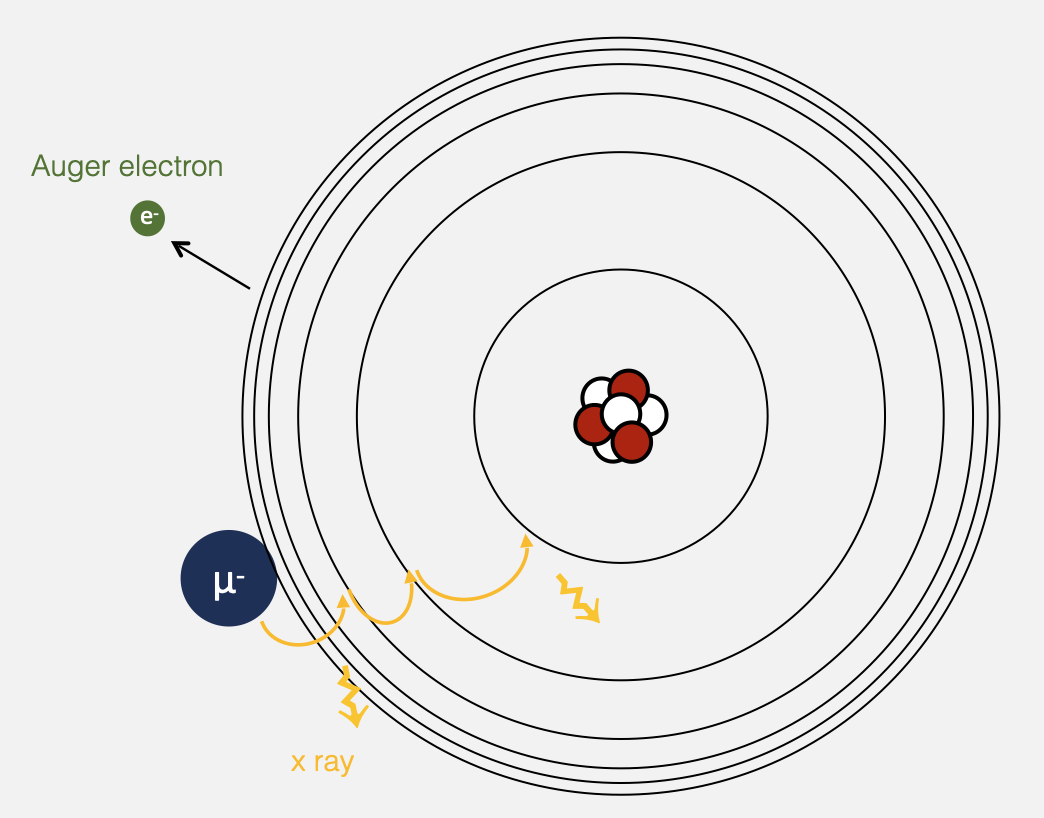 Auger electron
e-
μ-
x ray